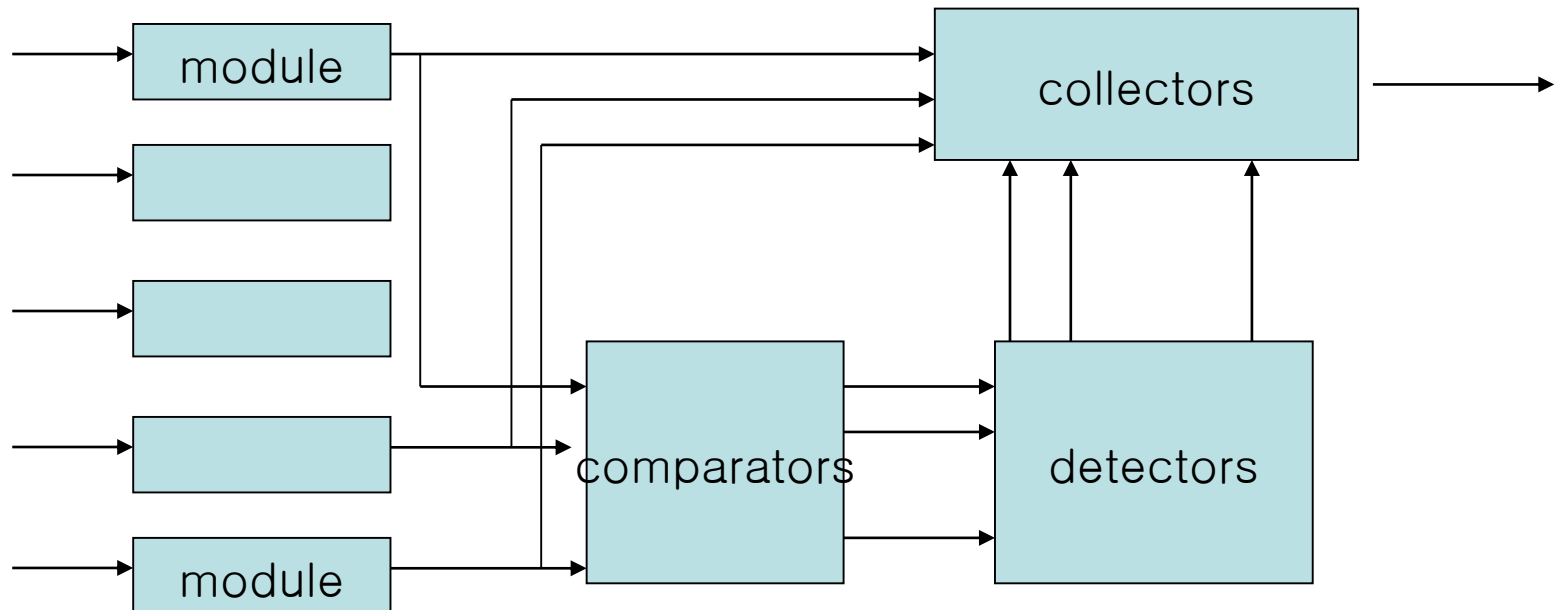 module
collectors
comparators
detectors
module